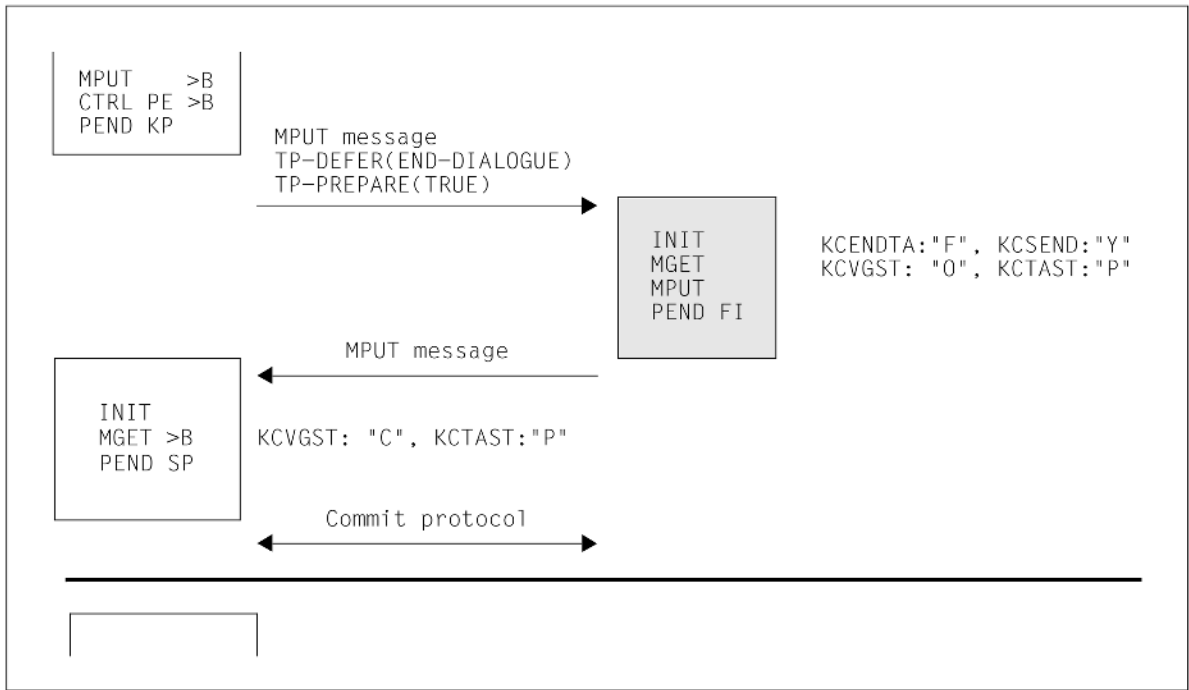 MPUT >B
CTRL PE >B
PEND KP
MPUT message
TP-DEFER(END-DIALOGUE)
TP-PREPARE(TRUE)
INIT
MGET
MPUT
PEND FI
KCENDTA:"F", KCSEND:"Y"
KCVGST: "O", KCTAST:"P"
MPUT message
INIT
MGET >B
PEND SP
KCVGST: "C", KCTAST:"P"
Commit protocol